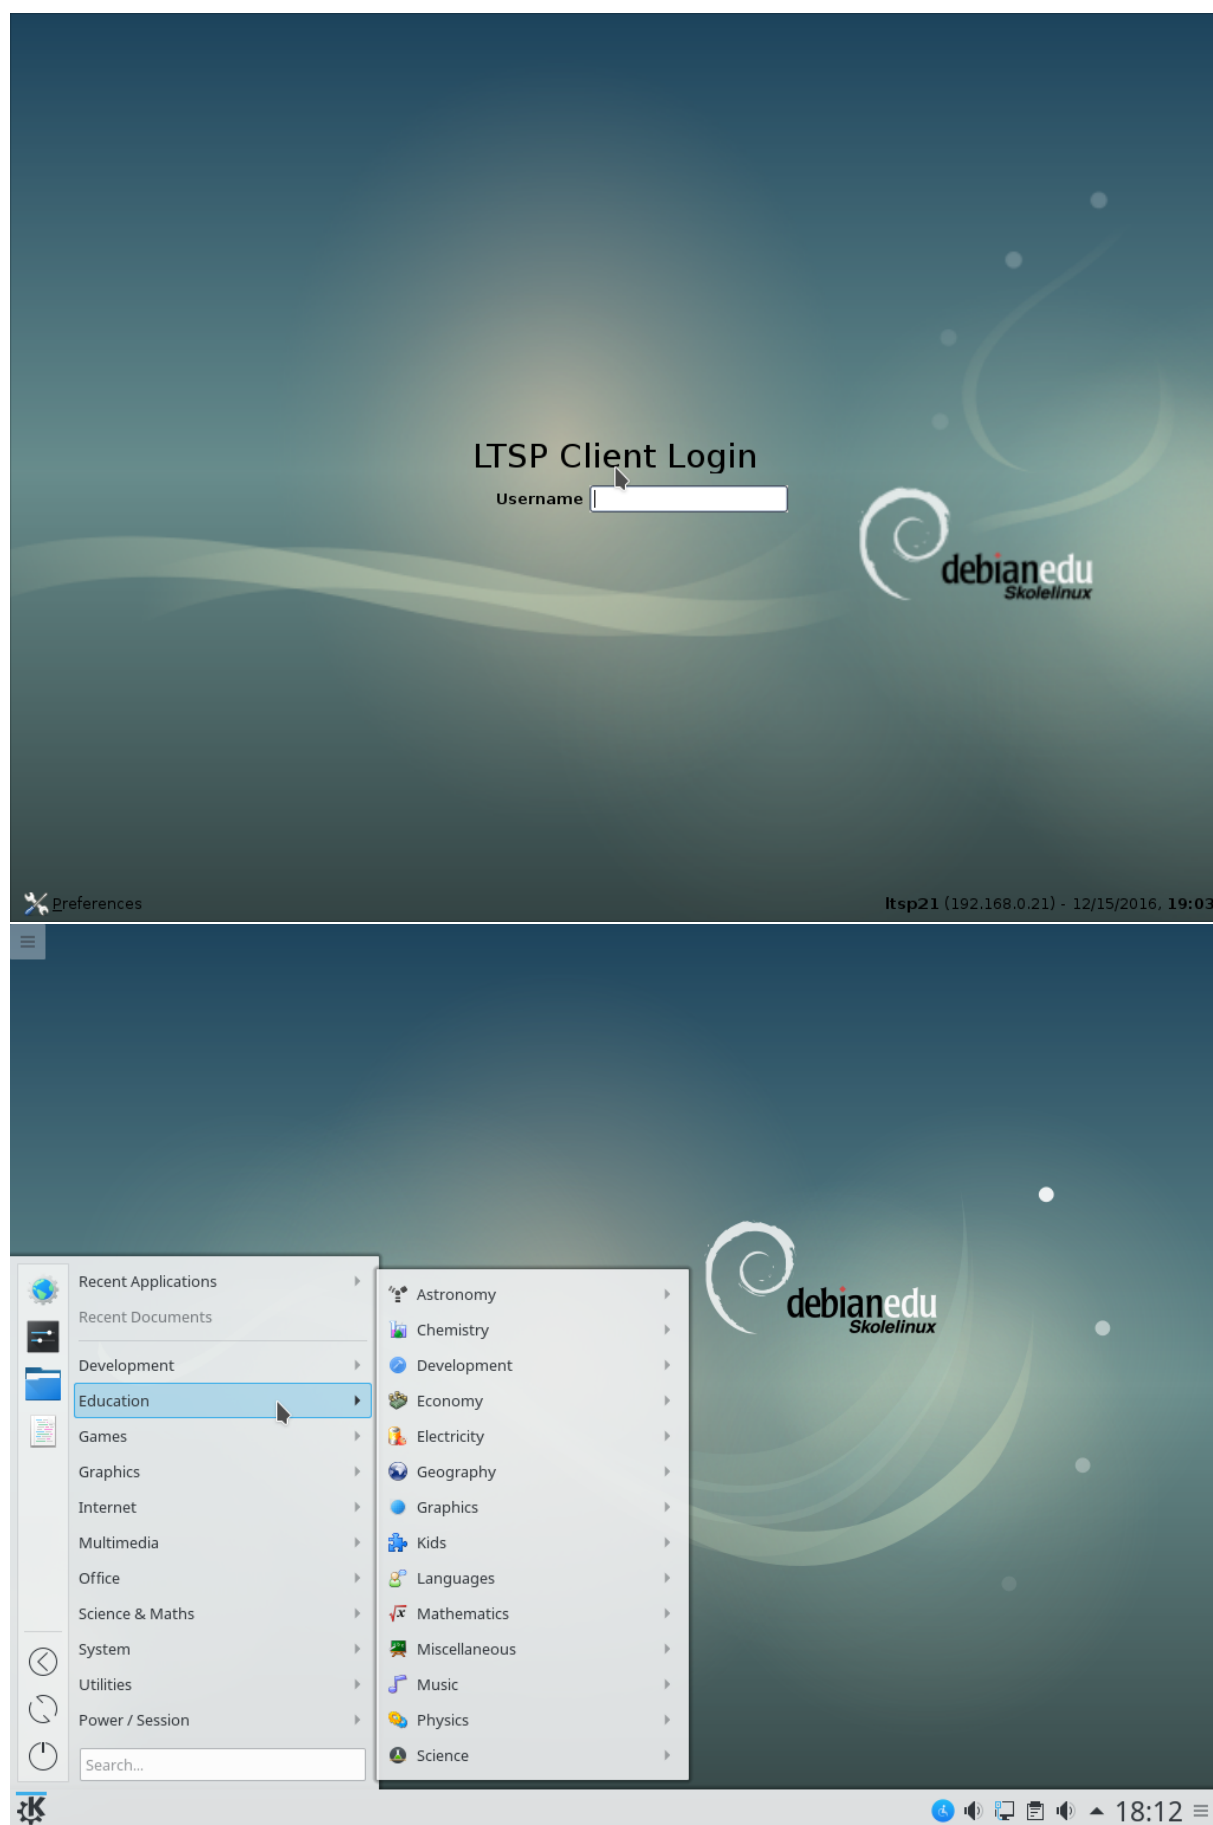 LTSP Client Login
Username
debianedu
Skolelinux
Preferences
ltsp21 (192.168.0.21) - 12/15/2016, 19:03
debianedu
Skolelinux
Recent Applications
Recent Documents
Development
Education
Games
Graphics
Internet
Multimedia
Office
Science & Maths
System
Utilities
Power / Session
Search...
Astronomy
Chemistry
Development
Economy
Electricity
Geography
Graphics
Kids
Languages
Mathematics
Miscellaneous
Music
Physics
Science
18:12